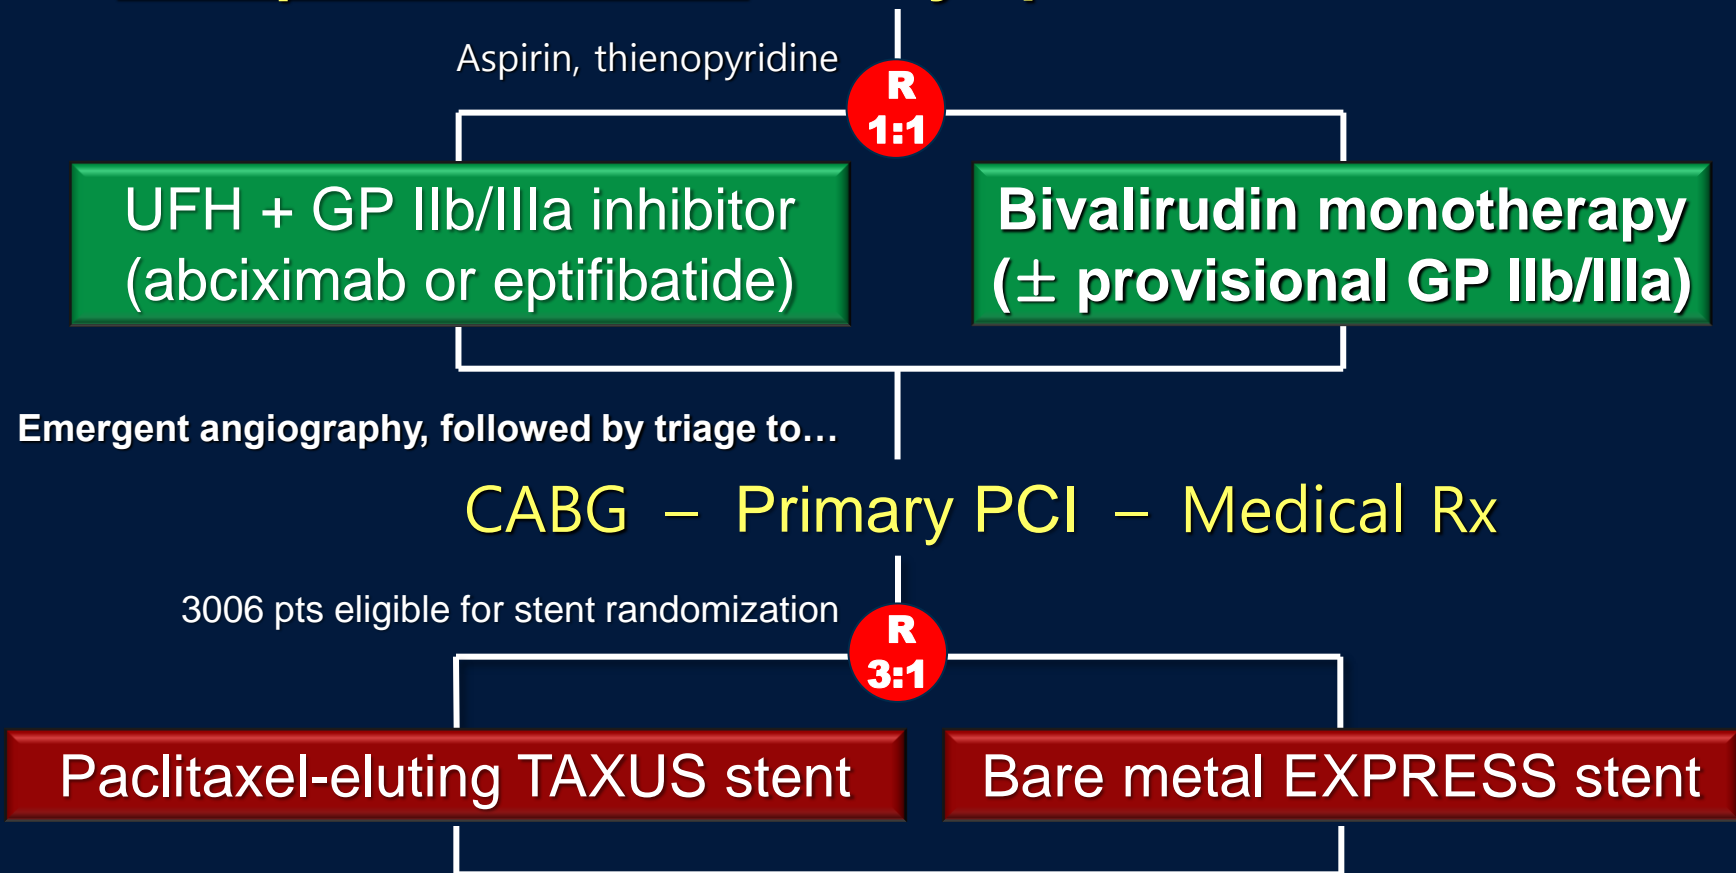 Aspirin, thienopyridine
R
1:1
UFH + GP IIb/IIIa inhibitor
(abciximab or eptifibatide)
Bivalirudin monotherapy
(± provisional GP IIb/IIIa)
Emergent angiography, followed by triage to…
CABG – Primary PCI – Medical Rx
3006 pts eligible for stent randomization
R
3:1
Paclitaxel-eluting TAXUS stent
Bare metal EXPRESS stent